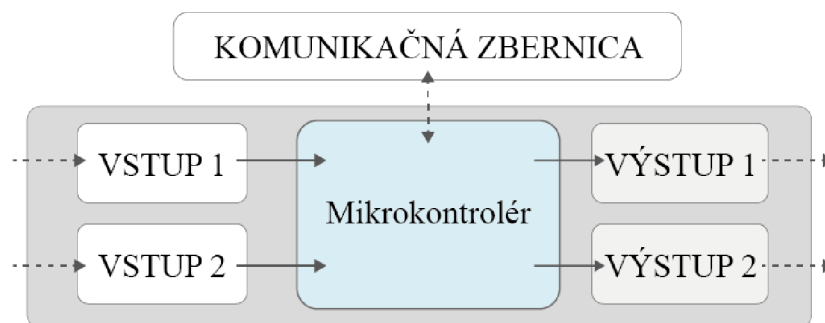 KOMUNIKAČNÁ ZBERNICA
VSTUP 1
VÝSTUP 1
Mikrokontrolér
VSTUP 2
VÝSTUP 2